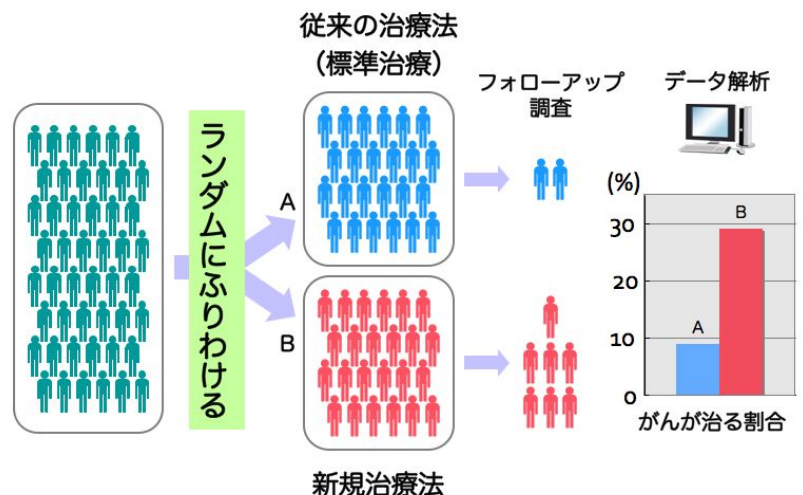 従来の治療法
(標準治療)
フォローアップ
調査
データ解析
ランダムにふりわける
A
B
(%)
30
20
10
0
A
B
がんが治る割合
新規治療法